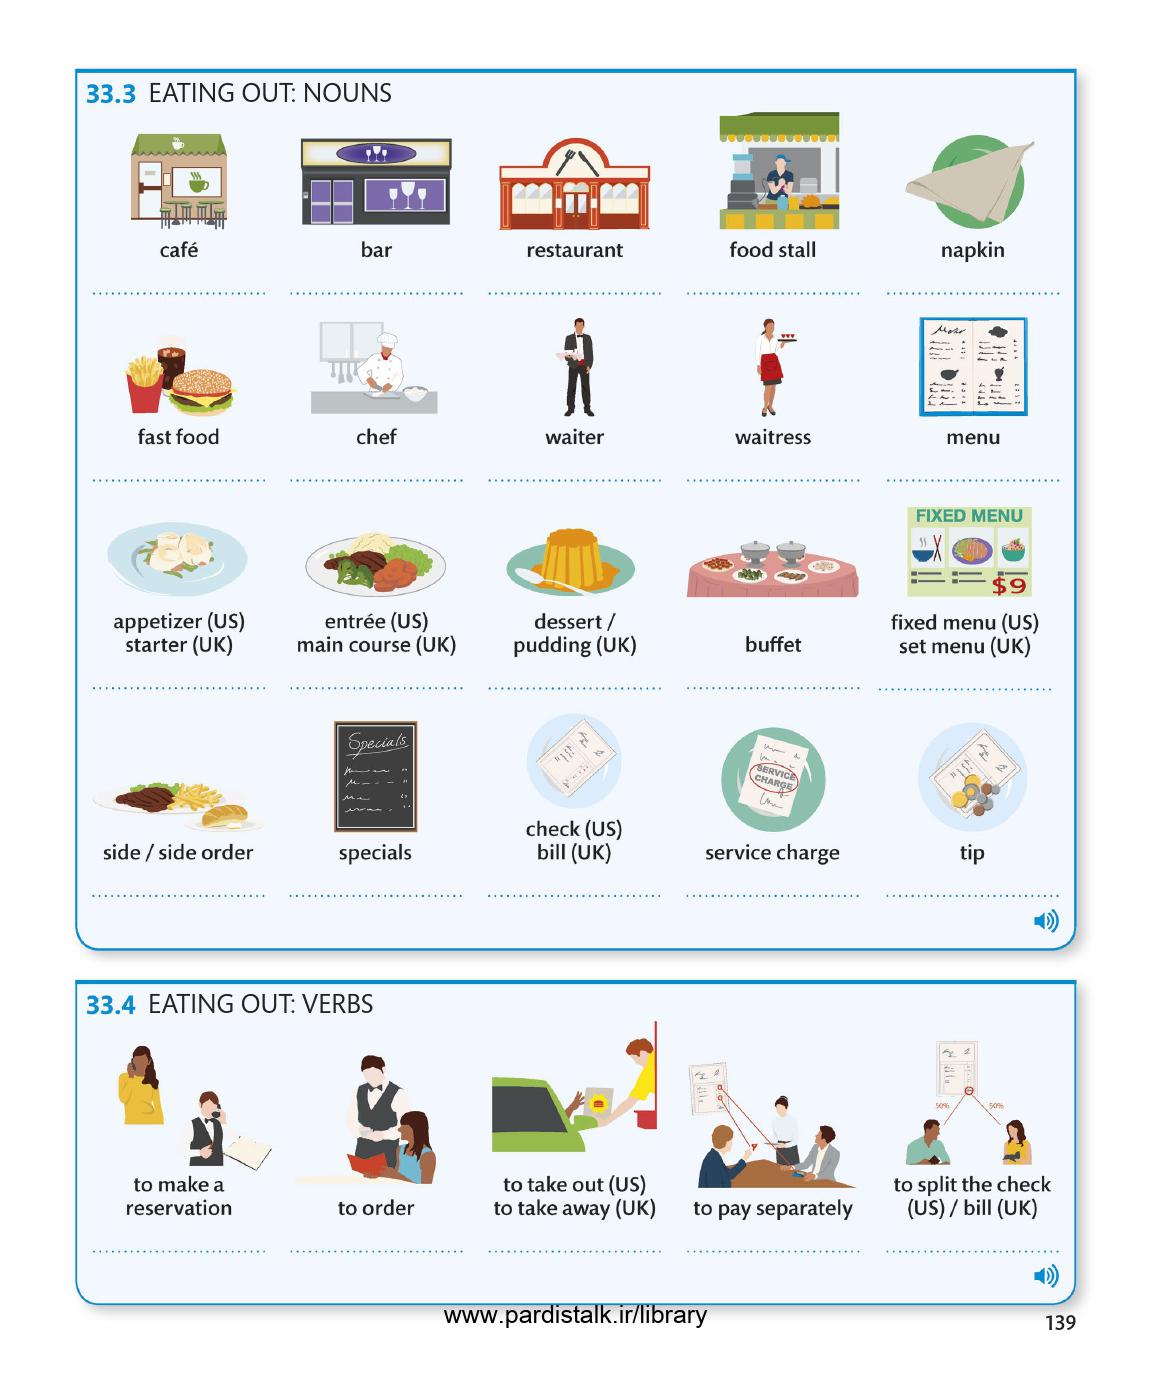 33.3 EATING OUT: NOUNS
café
bar
restaurant
food stall
napkin
fast food
chef
waiter
waitress
Menu
menu
appetizer (US)
starter (UK)
entrée (US)
main course (UK)
dessert /
pudding (UK)
buffet
FIXED MENU
$9
fixed menu (US)
set menu (UK)
side / side order
Specials
specials
check (US)
bill (UK)
SERVICE
CHARGE
service charge
tip
33.4 EATING OUT: VERBS
to make a
reservation
to order
to take out (US)
to take away (UK)
to pay separately
50% 50%
to split the check
(US) / bill (UK)
www.pardistalk.ir/library
139